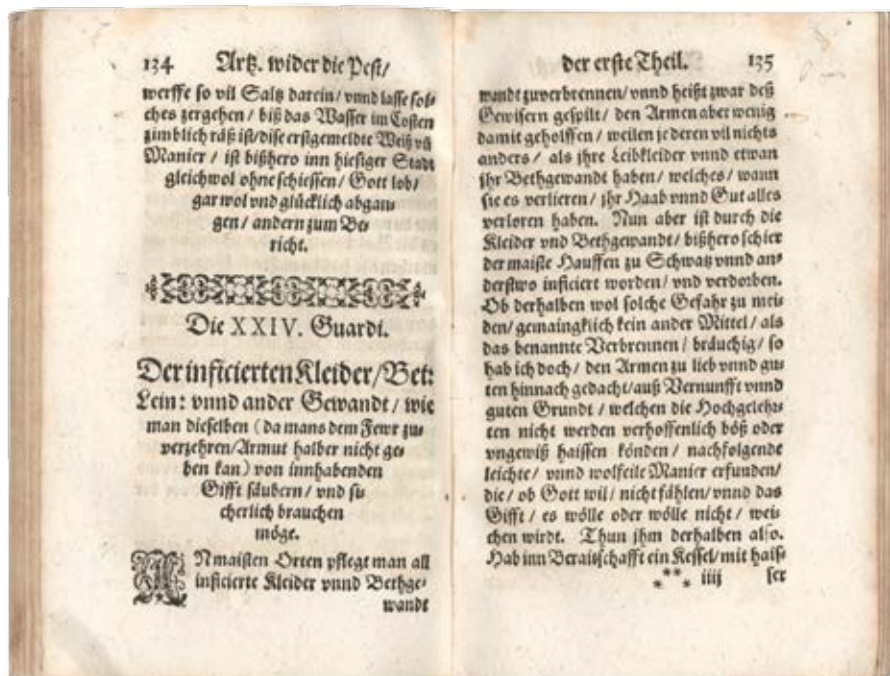 134 Artz. wider die Pest/
werffe so vil Saltz darein/ vnnd lasse sol-
ches zergehen/ biß das Wasser im Costen
zimblich räß ist/ dise erstgemeldte Weiß vñ
Manier/ ist bißhero inn hiesiger Stadt
gleichwol ohne schiessen/ Gott lob/
gar wol vnd glücklich abgan-
gen/ andern zum Be-
richt.
Die XXIV. Guardi.
Der inficierten Kleider/ Bet:
Lein: vnnd ander Gewandt/ wie
man dieselben (da mans dem Fewr zu-
verzehren/ Armut halber nicht ge-
ben kan) von innhabenden
Gifft säubern/ vnd si-
cherlich brauchen
möge.
ANmaisten Orten pflegt man all
inficierte Kleider vnnd Bethge-
wandt
der erste Theil. 135
wandt zuverbrennen/ vnnd heißt zwar deß
Gewisern gespilt/ den Armen aber wenig
damit geholffen/ weilen je deren vil nichts
anders/ als jhre Leibkleider vnnd etwan
jhr Bethgewandt haben/ welches/ wann
sie es verlieren/ jhr Haab vnnd Gut alles
verloren haben. Nun aber ist durch die
Kleider vnd Bethgewandt/ bißhero schier
der maiste Hauffen zu Schwatz vnnd an-
derstwo inficiert worden/ vnd verdorben.
Ob derhalben wol solche Gefahr zu mei-
den/ gemaingklich kein ander Mittel/ als
das benannte Verbrennen/ bräuchig/ so
hab ich doch/ den Armen zu lieb vnnd gu-
ten hinnach gedacht/ auß Vernunfft vnnd
guten Grundt/ welchen die Hochgelehr-
ten nicht werden verhoffenlich böß oder
vngewiß haissen könden/ nachfolgende
leichte/ vnnd wolfeile Manier erfunden/
die/ ob Gott wil/ nicht fählen/ vnnd das
Gifft/ es wölle oder wölle nicht/ wei-
chen wirdt. Thun jhm derhalben also.
Hab inn Beraitschafft ein Kessel/ mit hais-
*** iiij ser